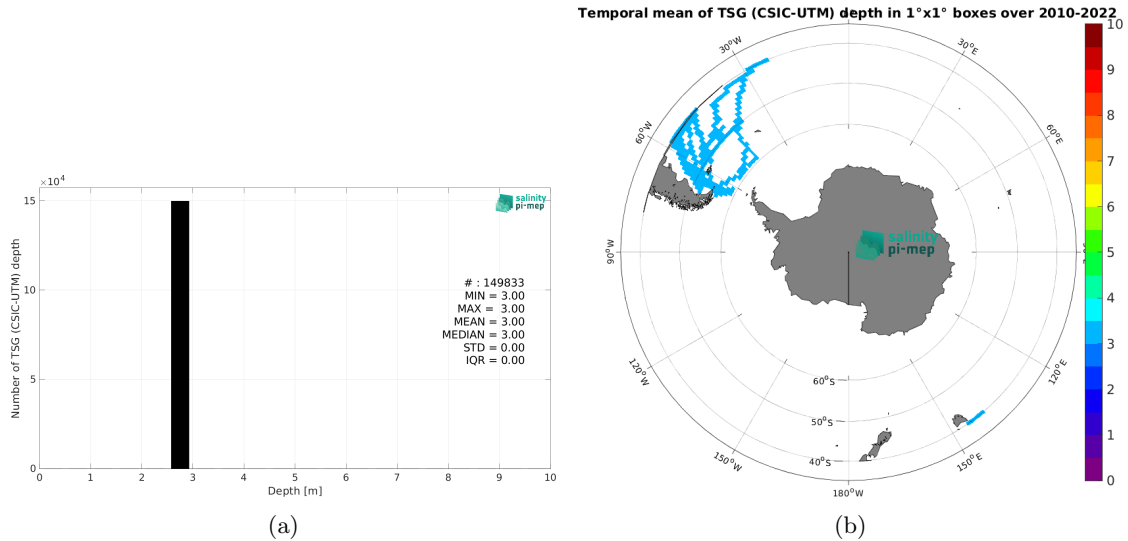 Temporal mean of TSG (CSIC-UTM) depth in 1°x1° boxes over 2010-2022
×10⁴
15
10
5
0
Number of TSG (CSIC-UTM) depth
salinity
pi-mep
# : 149833
MIN = 3.00
MAX = 3.00
MEAN = 3.00
MEDIAN = 3.00
STD = 0.00
IQR = 0.00
0 1 2 3 4 5 6 7 8 9 10
Depth [m]
(a)
30°W
30°E
60°W
60°E
90°W
salinity
pi-mep
120°W
120°E
60°S
50°S
40°S
150°W
150°E
180°W
10
9
8
7
6
5
4
3
2
1
0
(b)